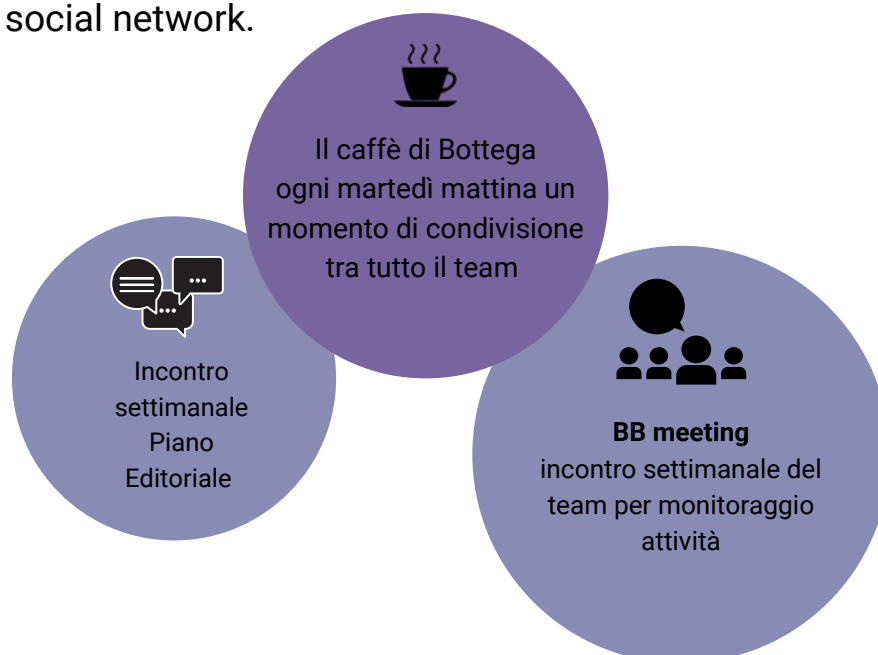 social network.
Il caffè di Bottega
ogni martedì mattina un
momento di condivisione
tra tutto il team
Incontro
settimanale
Piano
Editoriale
BB meeting
incontro settimanale del
team per monitoraggio
attività